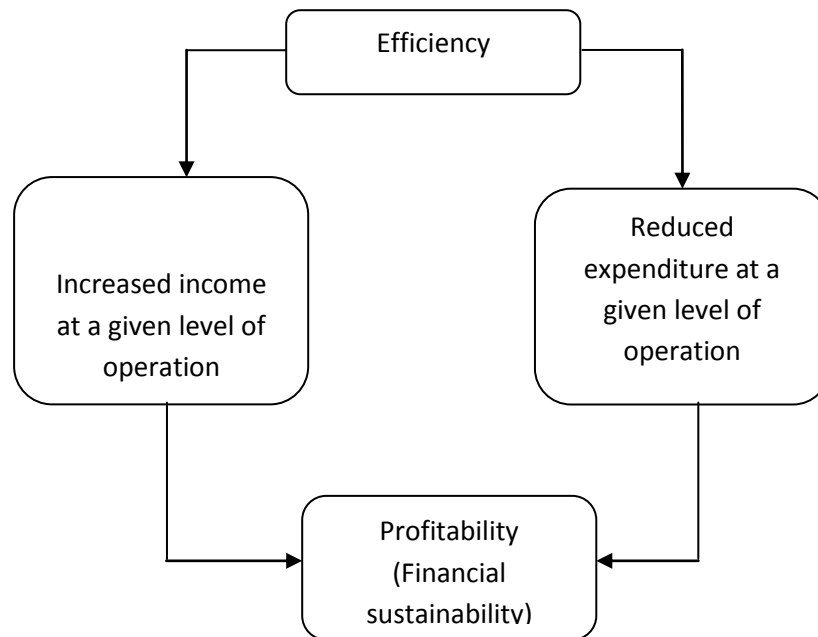 Efficiency
Increased income
at a given level of
operation
Reduced
expenditure at a
given level of
operation
Profitability
(Financial
sustainability)